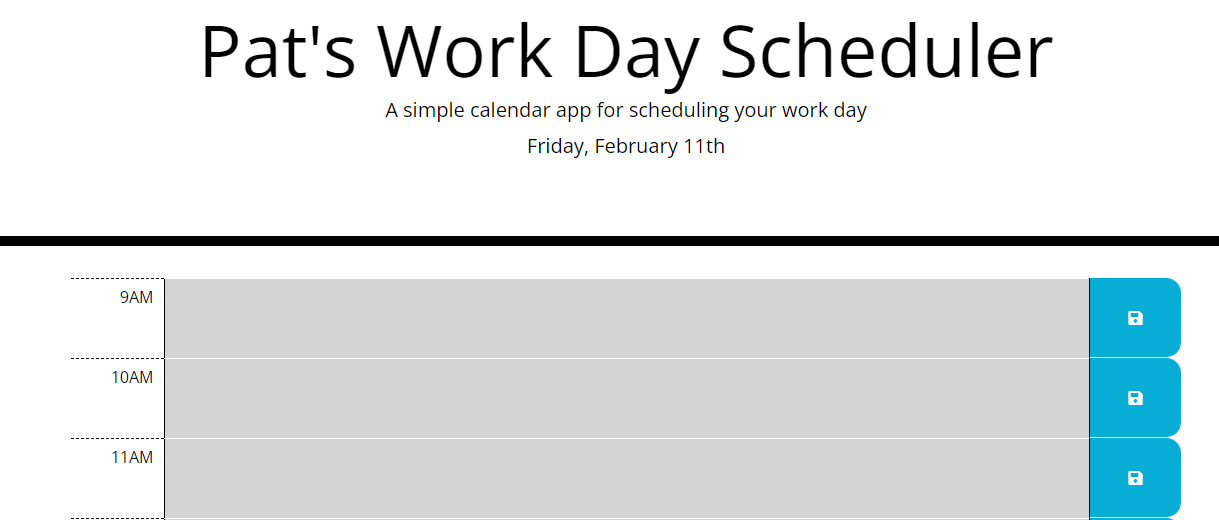 Pat's Work Day Scheduler
A simple calendar app for scheduling your work day
Friday, February 11th
9AM
10AM
11AM